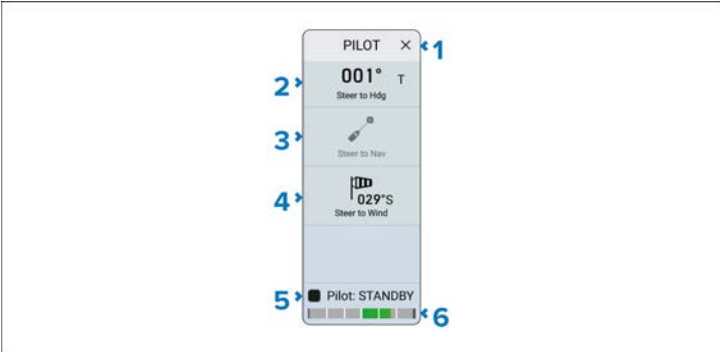 PILOT ×
1
2
001° T
Steer to Hdg
3
Steer to Nav
4
029°S
Steer to Wind
5
Pilot: STANDBY
6